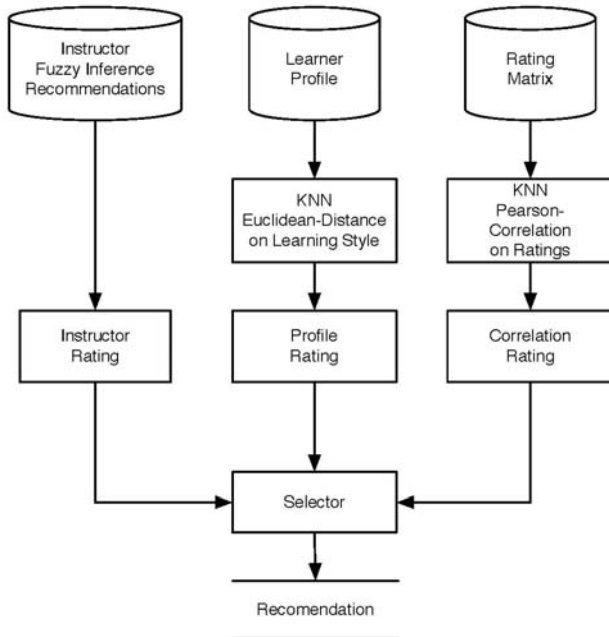 Instructor
Fuzzy Inference
Recommendations
Learner
Profile
Rating
Matrix
KNN
Euclidean-Distance
on Learning Style
KNN
Pearson-
Correlation
on Ratings
Instructor
Rating
Profile
Rating
Correlation
Rating
Selector
Recomendation